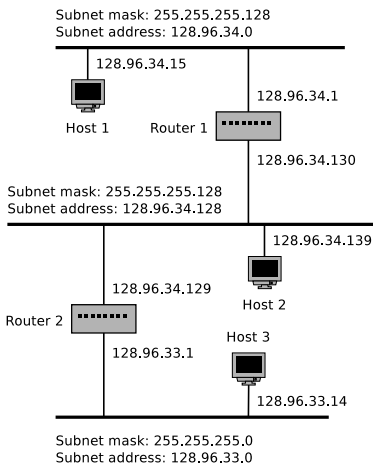 Subnet mask: 255.255.255.128
Subnet address: 128.96.34.0
128.96.34.15
128.96.34.1
Host 1
Router 1
128.96.34.130
Subnet mask: 255.255.255.128
Subnet address: 128.96.34.128
128.96.34.139
128.96.34.129
Host 2
Router 2
Host 3
128.96.33.1
128.96.33.14
Subnet mask: 255.255.255.0
Subnet address: 128.96.33.0